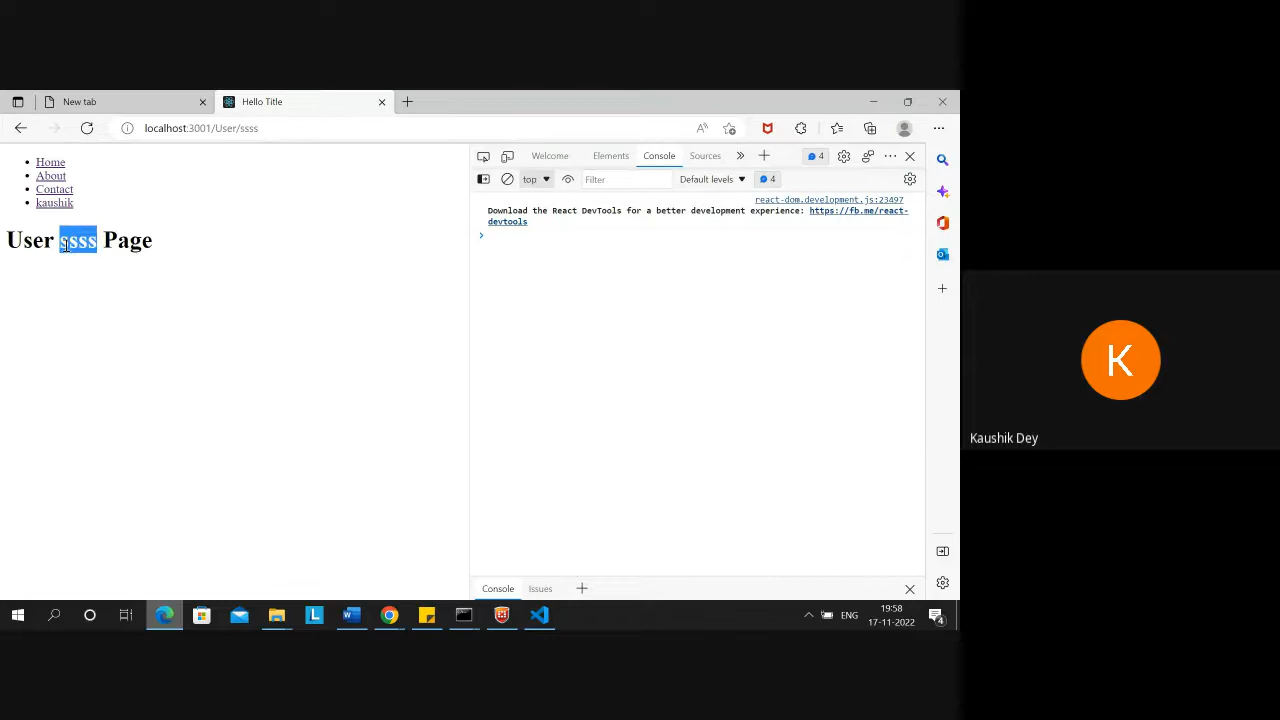 New tab
Hello Title
localhost:3001/User/ssss
Home
About
Contact
kaushik
User ssss Page
Welcome
Elements
Console
Sources
4
top
Filter
Default levels
4
react-dom.development.js:23497
Download the React DevTools for a better development experience: https://fb.me/react-
devtools
Console
Issues
K
Kaushik Dey
ENG
19:58
17-11-2022
4